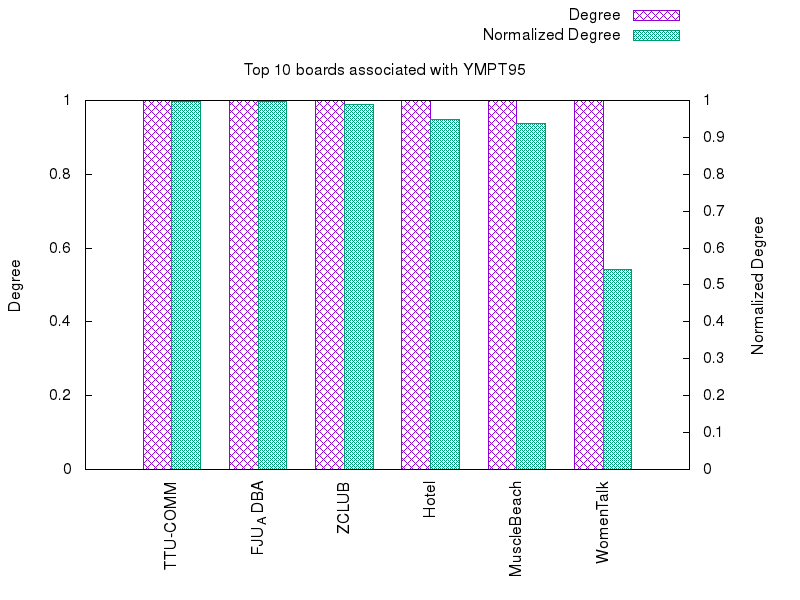 Degree
Normalized Degree
Top 10 boards associated with YMPT95
1
0.8
0.6
0.4
0.2
0
1
0.9
0.8
0.7
0.6
0.5
0.4
0.3
0.2
0.1
0
Degree
Normalized Degree
TTU-COMM
FJU_A DBA
ZCLUB
Hotel
MuscleBeach
WomenTalk